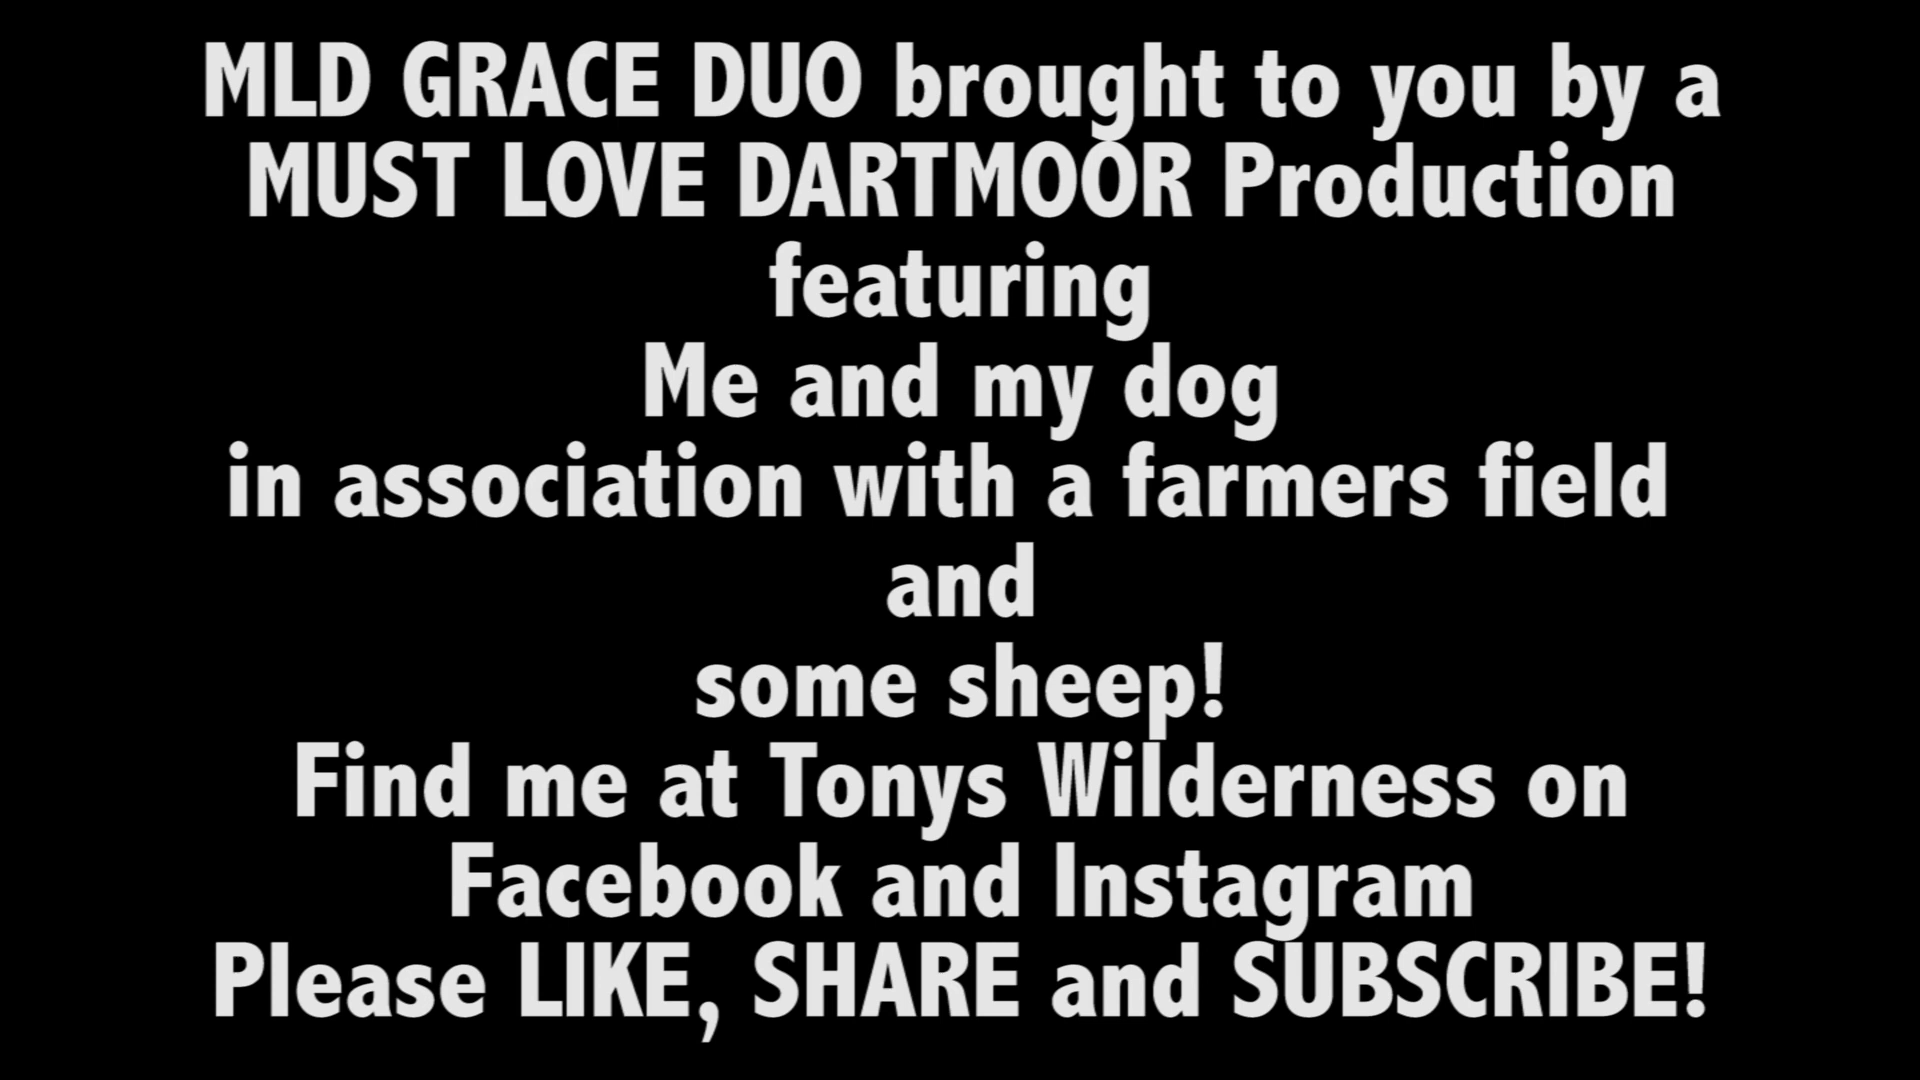 MLD GRACE DUO brought to you by a
MUST LOVE DARTMOOR Production
featuring
Me and my dog
in association with a farmers field
and
some sheep!
Find me at Tonys Wilderness on
Facebook and Instagram
Please LIKE, SHARE and SUBSCRIBE!